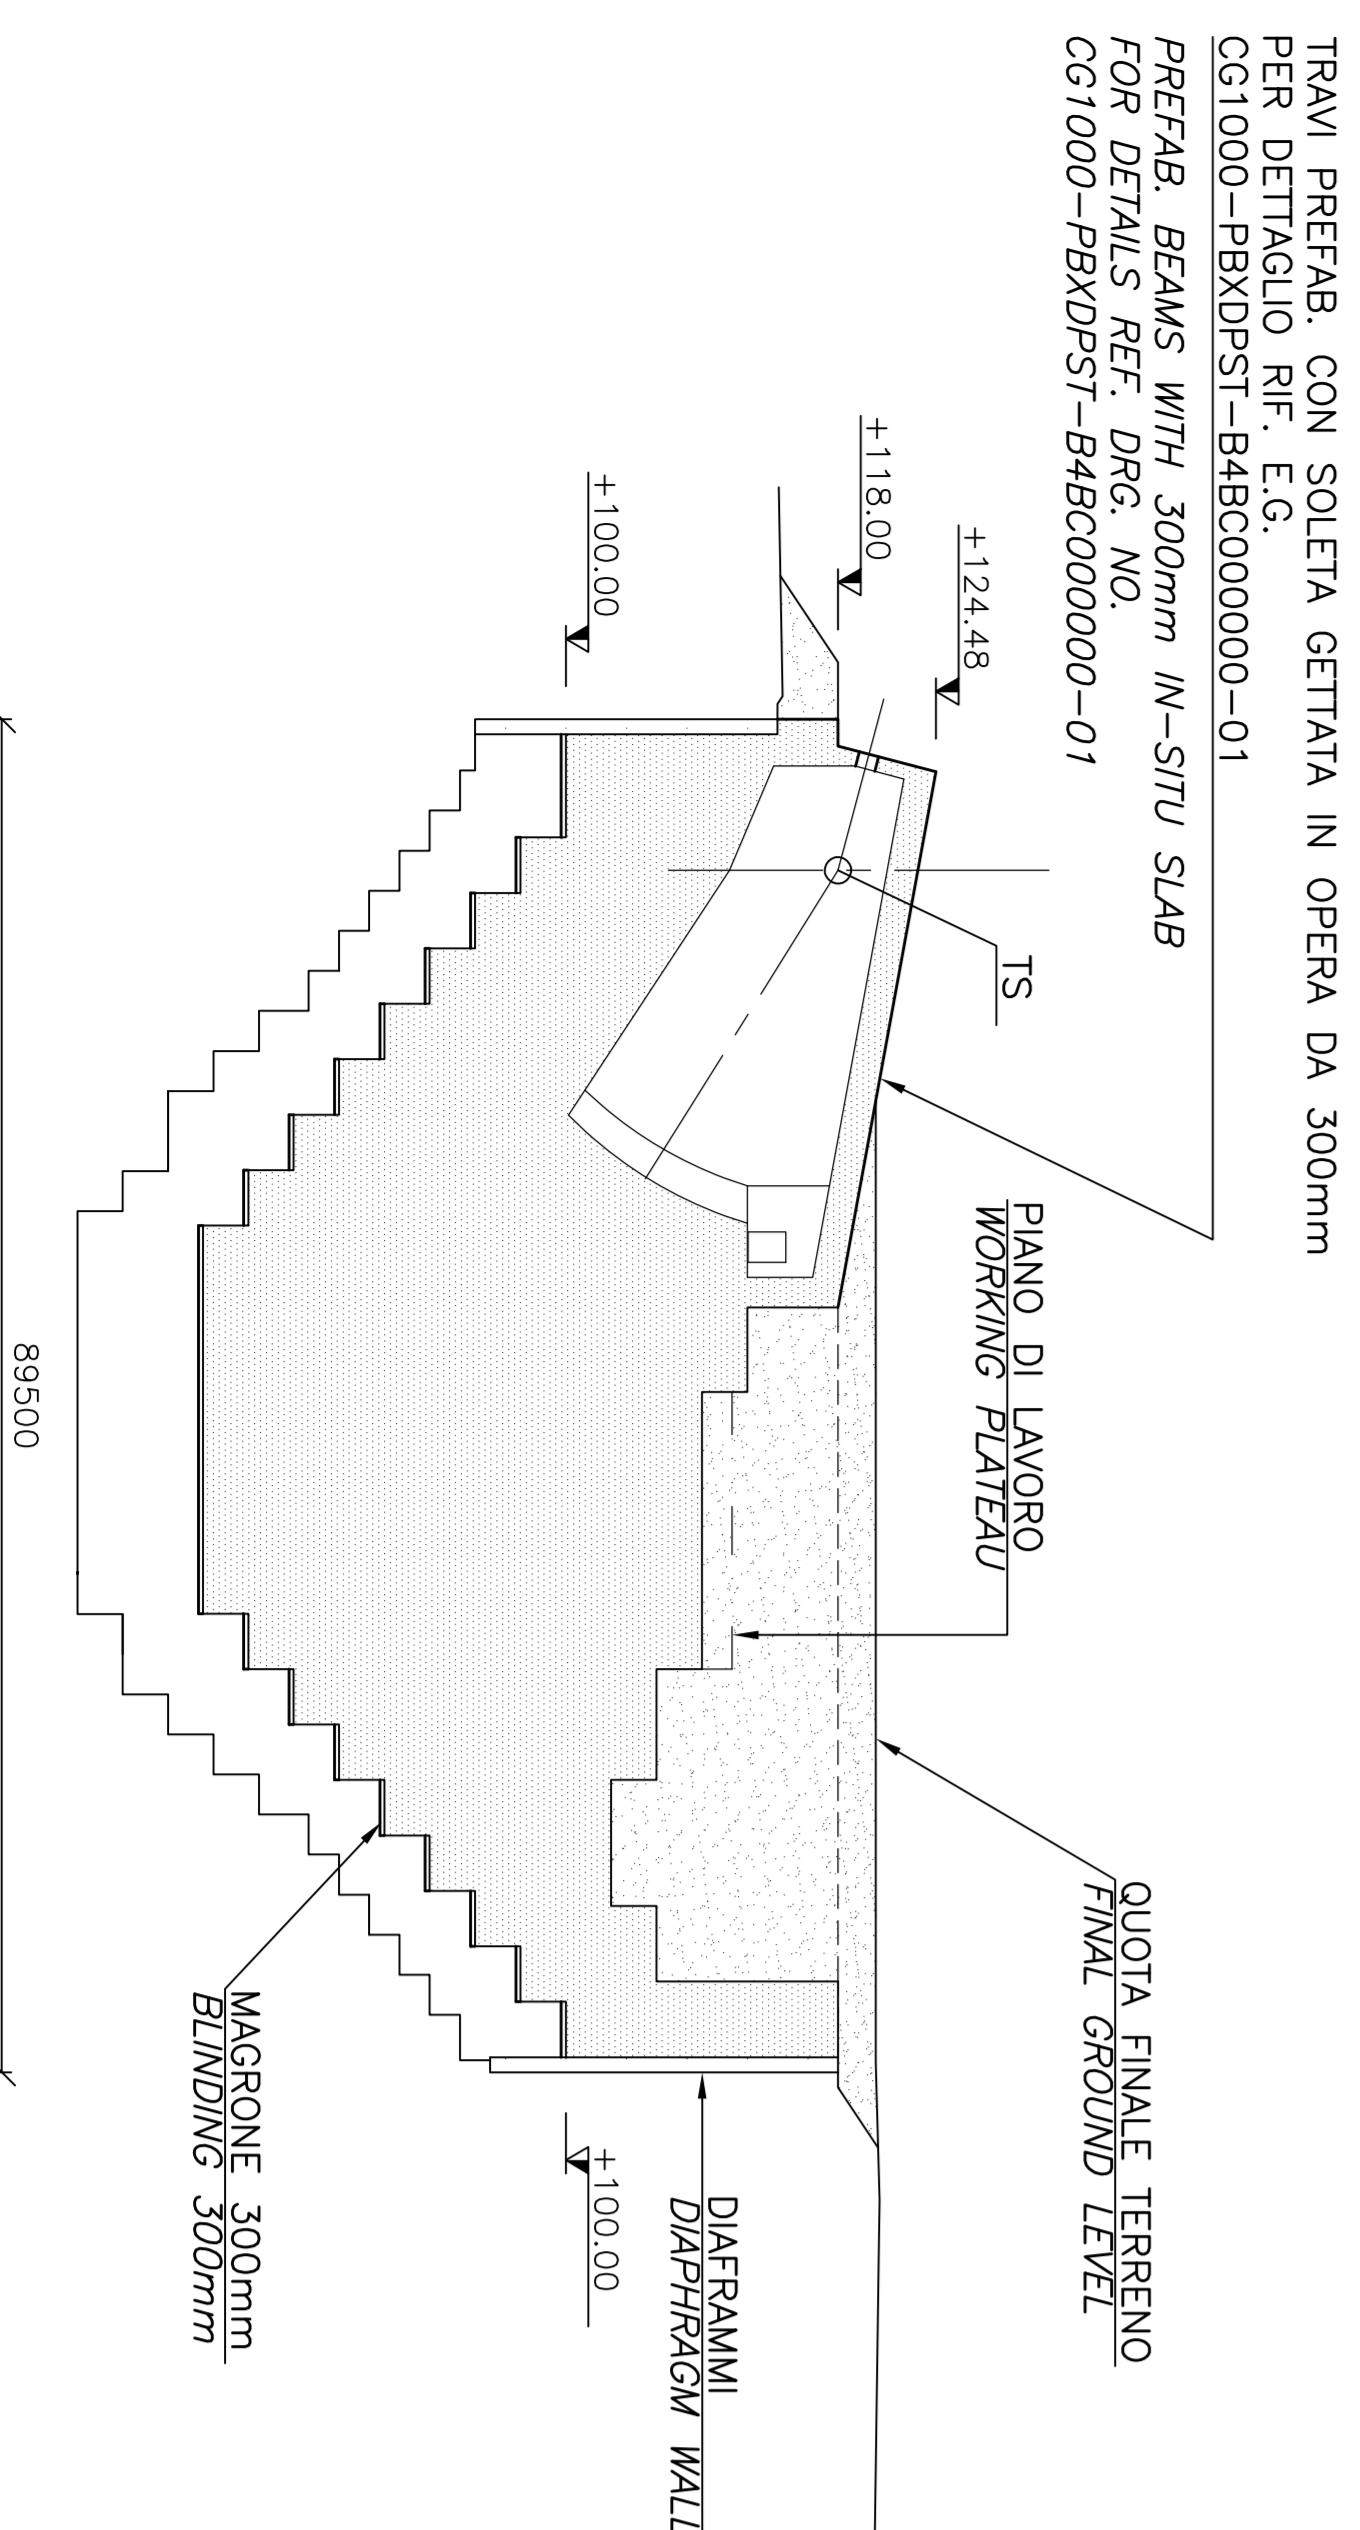 TRAVI PREFAB. CON SOLETA GETTATA IN OPERA DA 300mm
PER DETTAGLIO RIF. E.G.
CG1000-PBXDPST-B4BC000000-01
PREFAB. BEAMS WITH 300mm IN-SITU SLAB
FOR DETAILS REF. DRG. NO.
CG1000-PBXDPST-B4BC000000-01
+124.48
+118.00
+100.00
TS
PIANO DI LAVORO
WORKING PLATEAU
QUOTA FINALE TERRENO
FINAL GROUND LEVEL
+100.00
DIAFRAMMI
DIAPHRAGM WALL
MAGRONE 300mm
BLINDING 300mm
89500